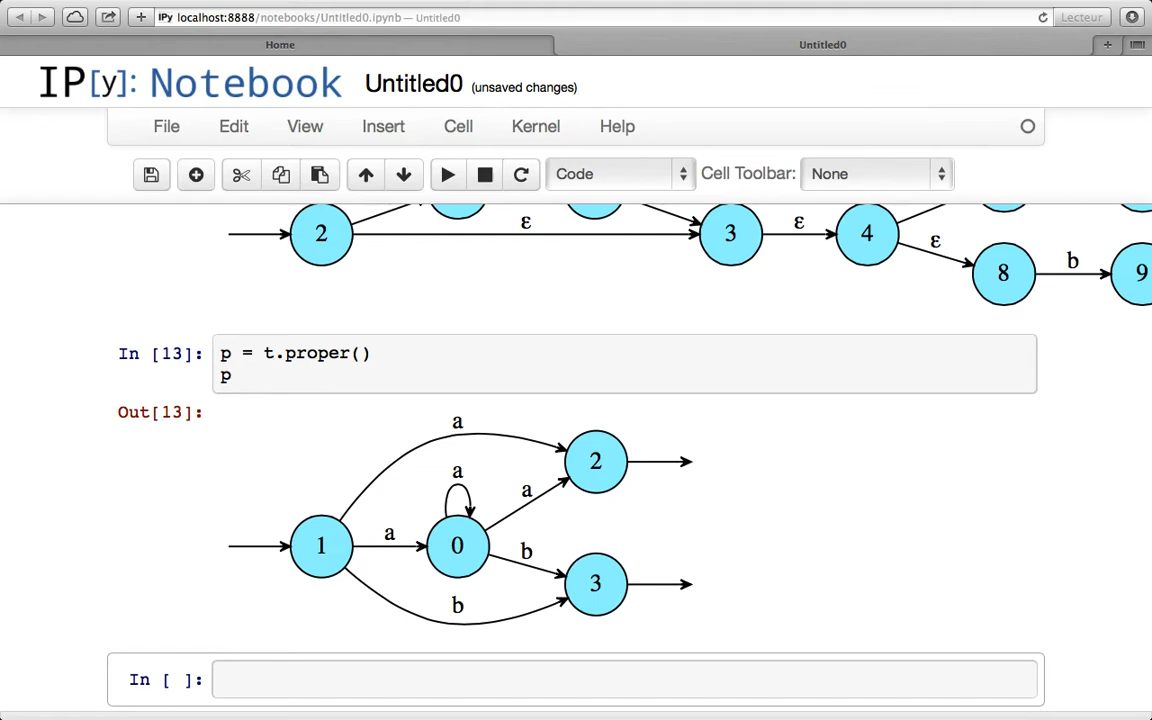 IPy localhost:8888/notebooks/Untitled0.ipynb — Untitled0
Lecteur
Home
Untitled0
IP[y]: Notebook
Untitled0 (unsaved changes)
File Edit View Insert Cell Kernel Help
Code
Cell Toolbar:
None
2
ε
3
ε
4
ε
8
b
9
In [13]:
p = t.proper()
p
Out[13]:
a
2
a
a
1
a
0
b
3
b
In [ ]: